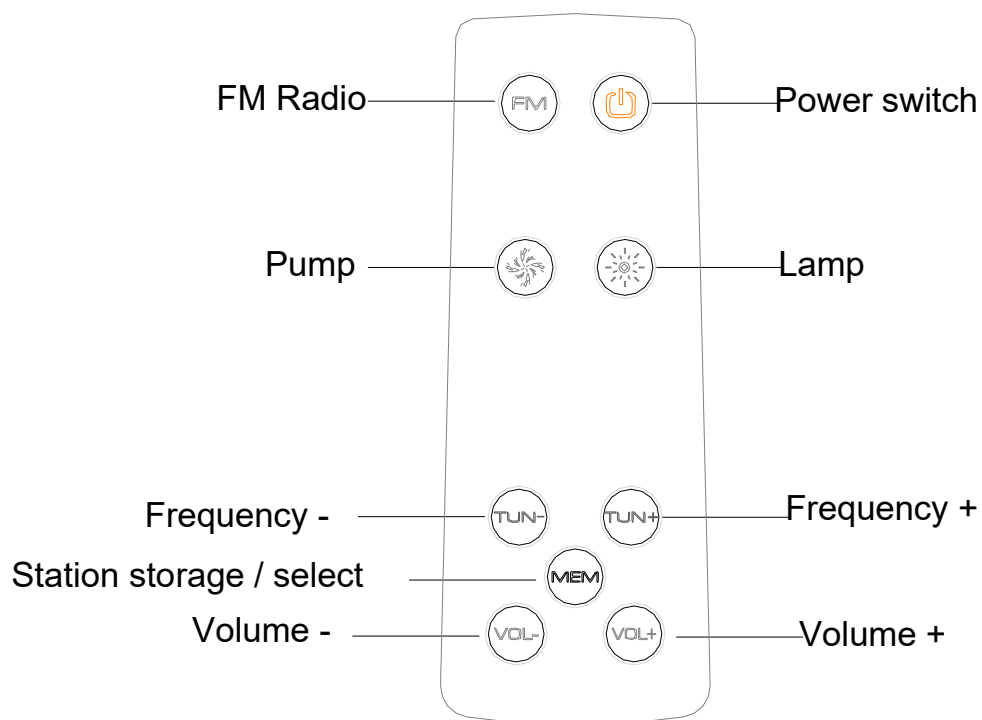 FM Radio
FM
Power switch
Pump
Lamp
Frequency -
TUN-
TUN+
Frequency +
Station storage / select
MEM
Volume -
VOL-
VOL+
Volume +